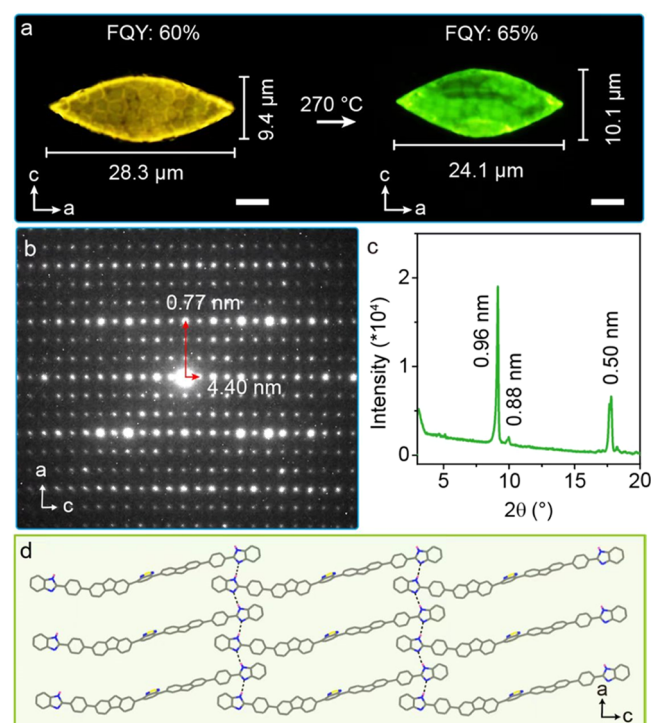 a
FQY: 60%
FQY: 65%
270 °C
9.4 µm
10.1 µm
28.3 µm
24.1 µm
c
a
b
0.77 nm
4.40 nm
a
c
c
Intensity (*10⁴)
2
1
0
0.96 nm
0.88 nm
0.50 nm
5
10
15
20
2θ (°)
d
a
c